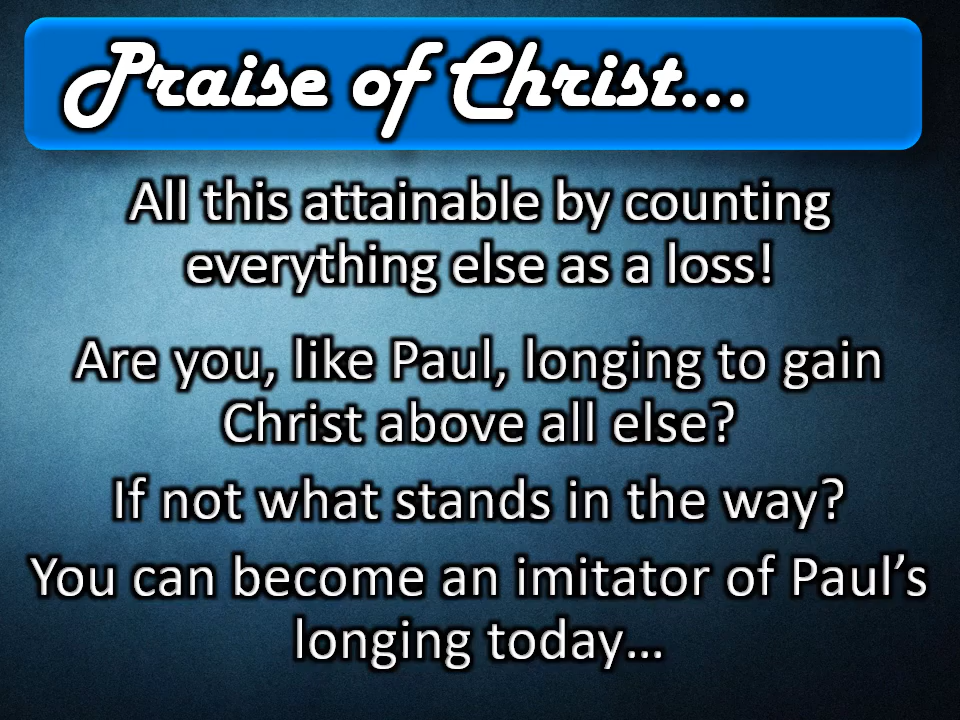 Praise of Christ...
All this attainable by counting
everything else as a loss!
Are you, like Paul, longing to gain
Christ above all else?
If not what stands in the way?
You can become an imitator of Paul’s
longing today...